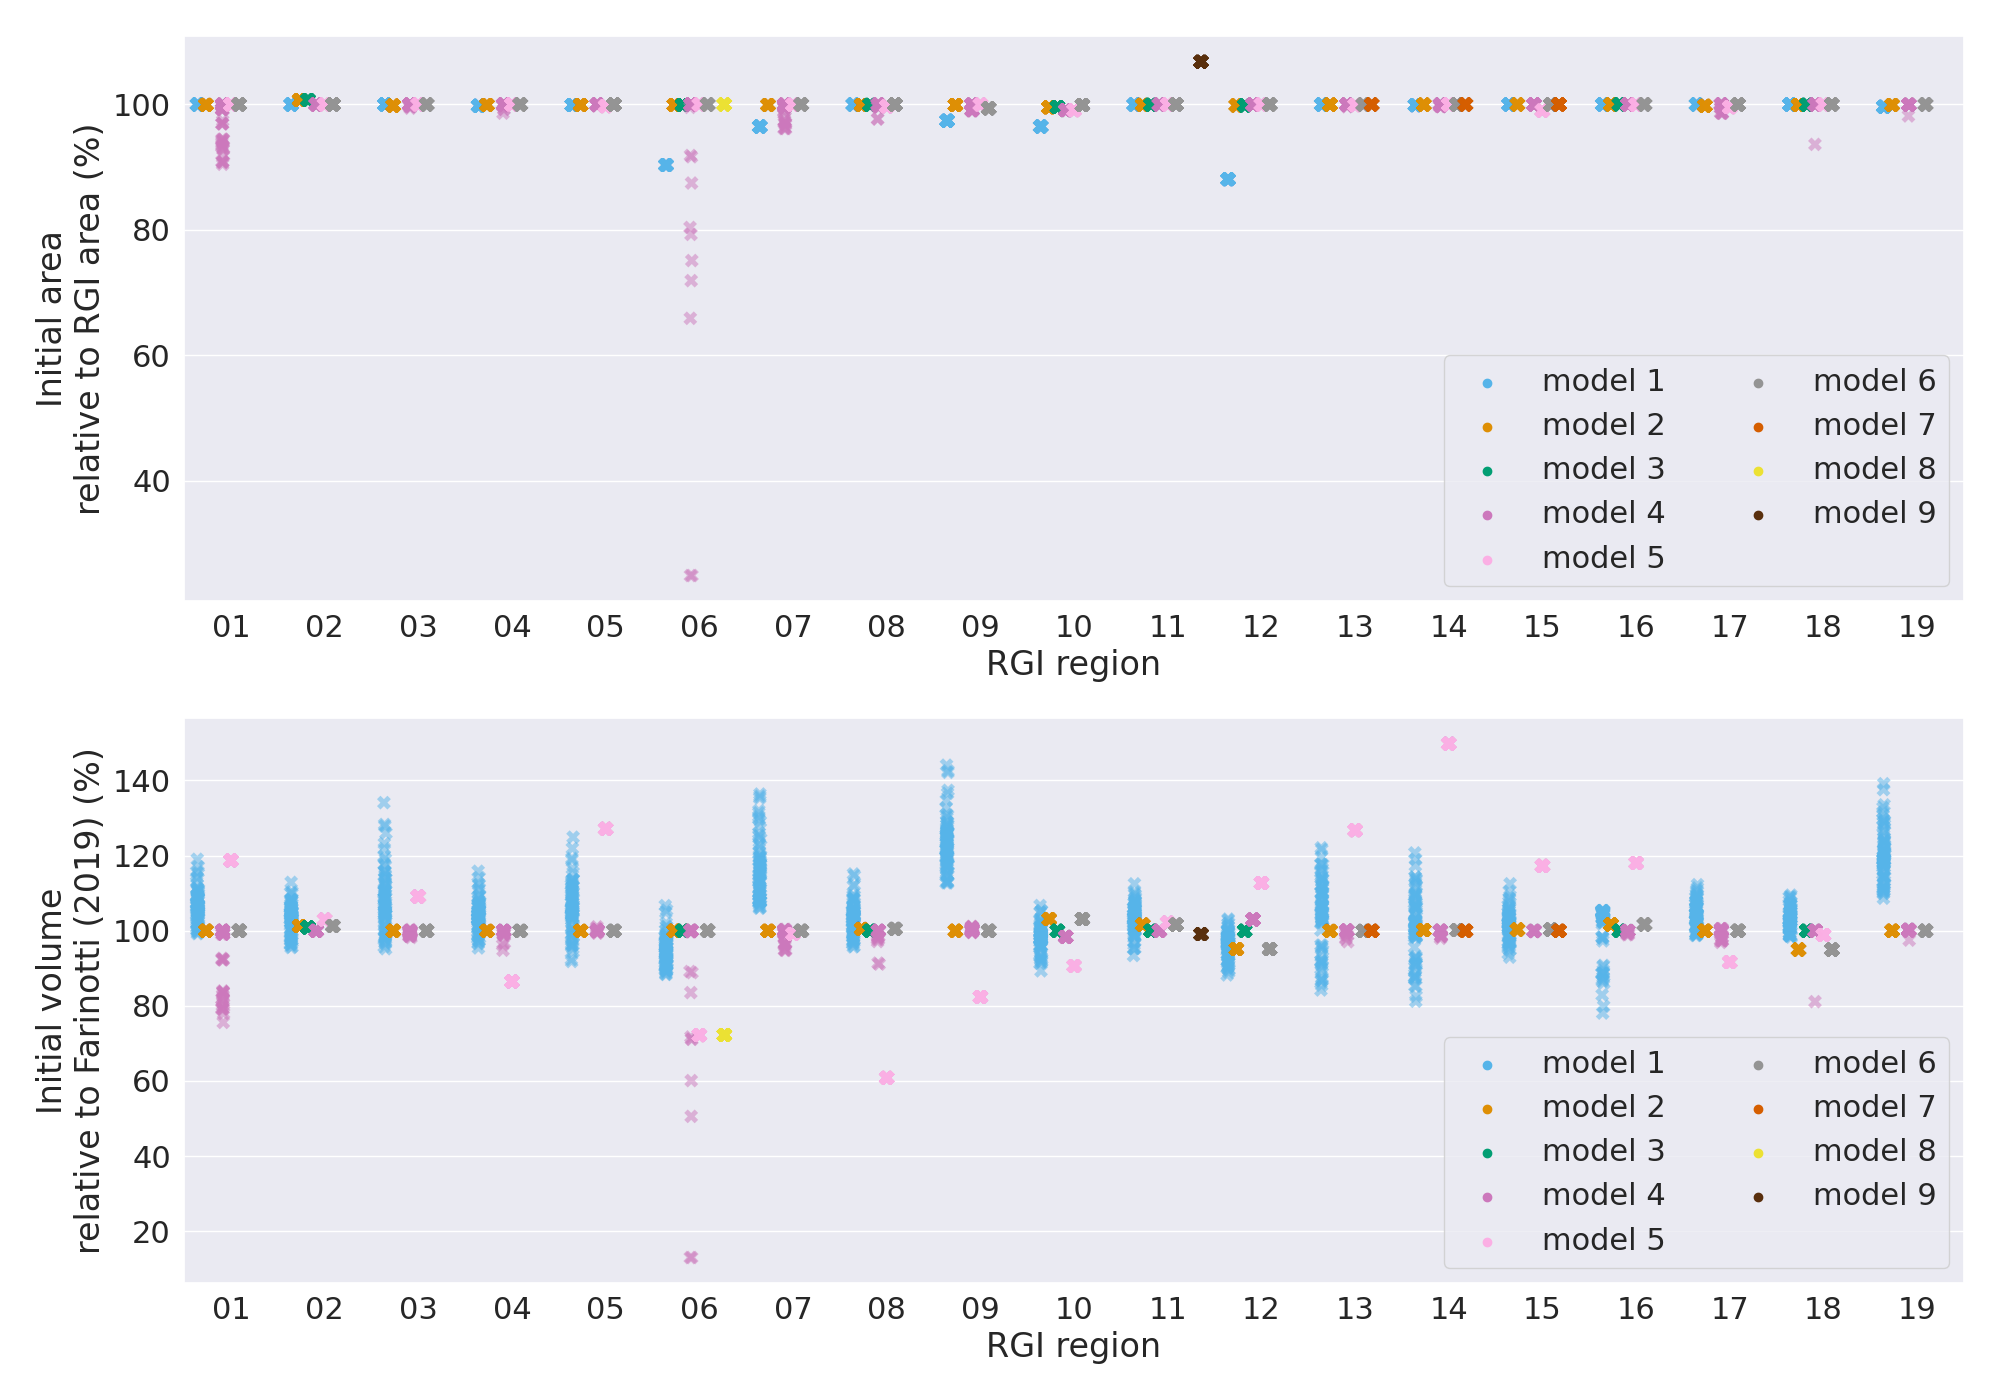 Initial area
relative to RGI area (%)
100
80
60
40
model 1
model 2
model 3
model 4
model 5
model 6
model 7
model 8
model 9
01 02 03 04 05 06 07 08 09 10 11 12 13 14 15 16 17 18 19
RGI region
Initial volume
relative to Farinotti (2019) (%)
140
120
100
80
60
40
20
model 1
model 2
model 3
model 4
model 5
model 6
model 7
model 8
model 9
01 02 03 04 05 06 07 08 09 10 11 12 13 14 15 16 17 18 19
RGI region